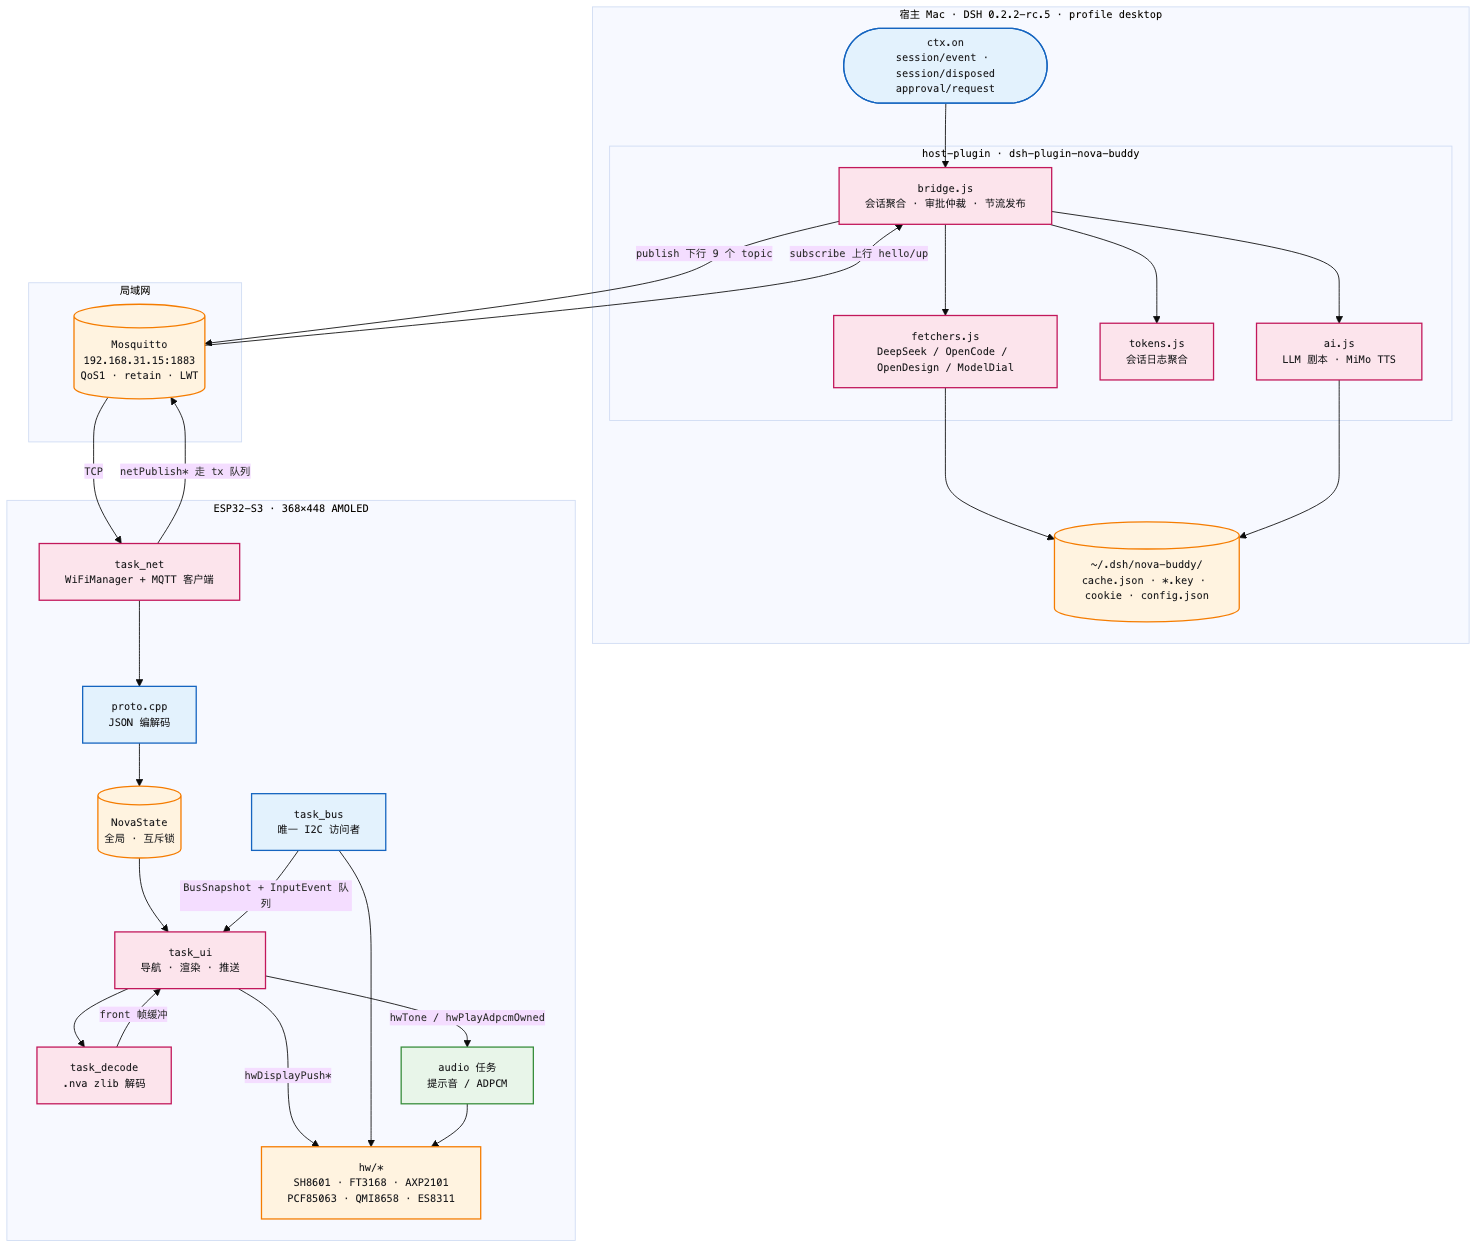 宿主 Mac · DSH 0.2.2-rc.5 · profile desktop
ctx.on
session/event ·
session/disposed
approval/request
host-plugin · dsh-plugin-nova-buddy
bridge.js
会话聚合 · 审批仲裁 · 节流发布
publish 下行 9 个 topic
subscribe 上行 hello/up
fetchers.js
DeepSeek / OpenCode /
OpenDesign / ModelDial
tokens.js
会话日志聚合
ai.js
LLM 剧本 · MiMo TTS
~/.dsh/nova-buddy/
cache.json · *.key ·
cookie · config.json
局域网
Mosquitto
192.168.31.15:1883
QoS1 · retain · LWT
TCP
netPublish* 走 tx 队列
ESP32-S3 · 368×448 AMOLED
task_net
WiFiManager + MQTT 客户端
proto.cpp
JSON 编解码
NovaState
全局 · 互斥锁
task_bus
唯一 I2C 访问者
BusSnapshot + InputEvent 队
列
task_ui
导航 · 渲染 · 推送
front 帧缓冲
hwTone / hwPlayAdpcmOwned
task_decode
.nva zlib 解码
hwDisplayPush*
audio 任务
提示音 / ADPCM
hw/*
SH8601 · FT3168 · AXP2101
PCF85063 · QMI8658 · ES8311